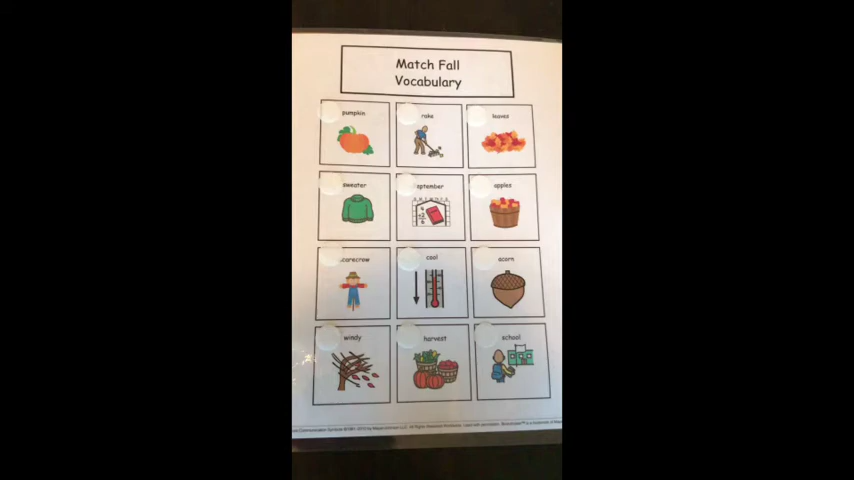 Match Fall
Vocabulary
pumpkin
rake
leaves
sweater
eptember
apples
carecrow
cool
acorn
windy
harvest
school